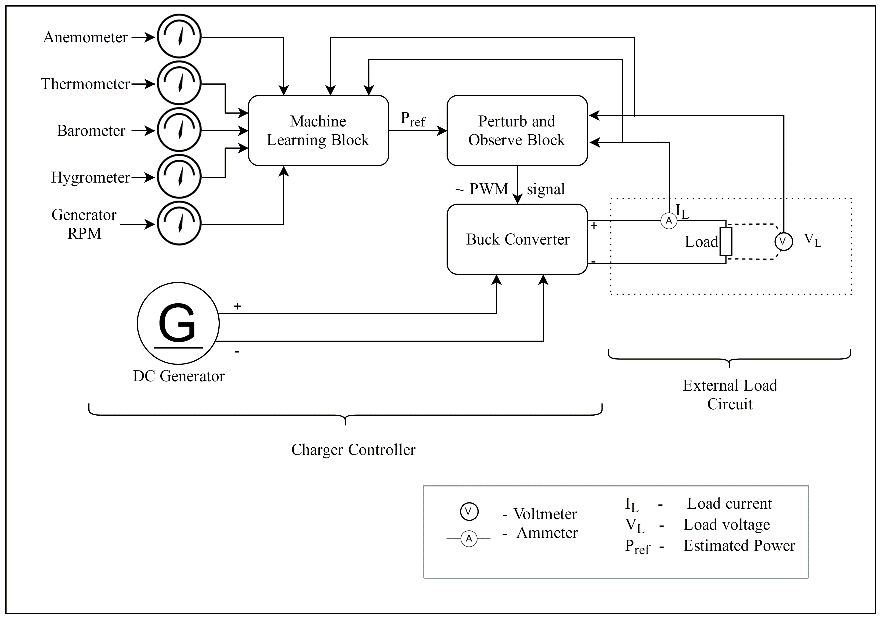 Anemometer
Thermometer
Barometer
Hygrometer
Generator
RPM
Machine
Learning Block
Pref
Perturb and
Observe Block
~ PWM signal
Buck Converter
+
-
IL
A
Load
V
VL
G
+
-
DC Generator
External Load
Circuit
Charger Controller
V - Voltmeter
A - Ammeter
IL - Load current
VL - Load voltage
Pref - Estimated Power